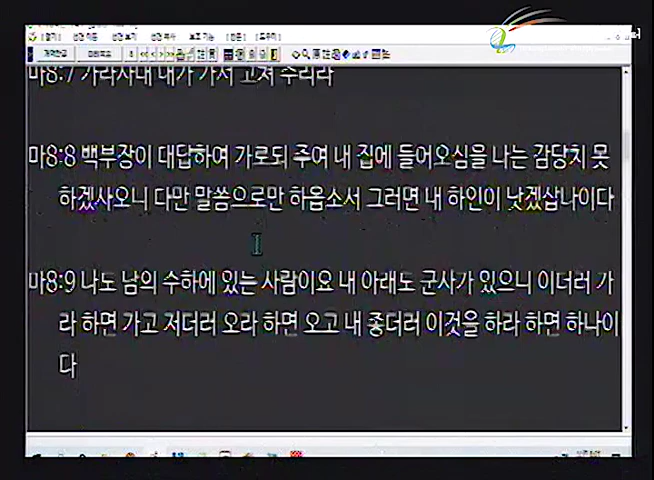 마8:7 가라사대 내가 가서 고쳐 주리라
마8:8 백부장이 대답하여 가로되 주여 내 집에 들어오심을 나는 감당치 못
하겠사오니 다만 말씀으로만 하옵소서 그러면 내 하인이 낫겠삽나이다
마8:9 나도 남의 수하에 있는 사람이요 내 아래도 군사가 있으니 이더러 가
라 하면 가고 저더러 오라 하면 오고 내 종더러 이것을 하라 하면 하나이
다